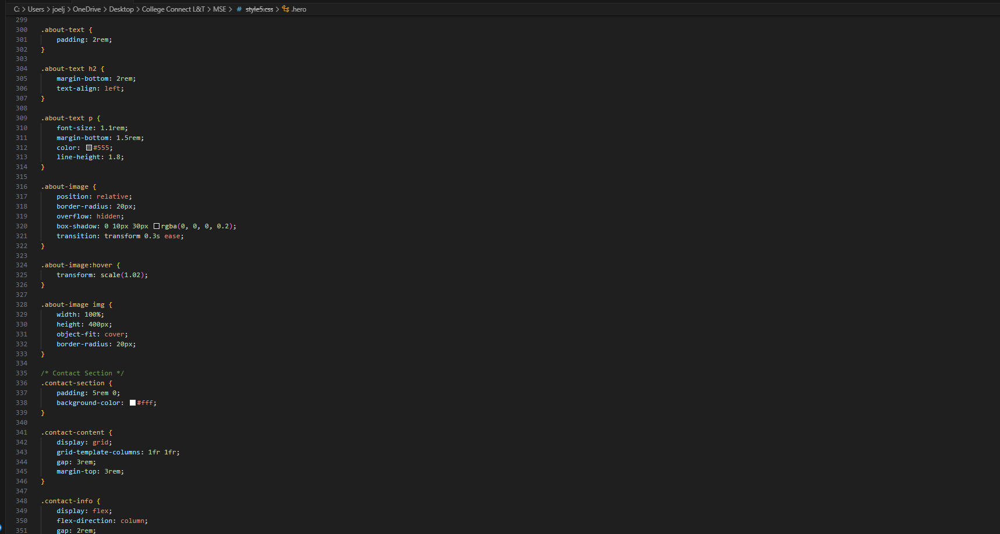 C: > Users > joelj > OneDrive > Desktop > College Connect L&T > MSE > # style5.css > .hero
299
300 .about-text {
301     padding: 2rem;
302 }
303
304 .about-text h2 {
305     margin-bottom: 2rem;
306     text-align: left;
307 }
308
309 .about-text p {
310     font-size: 1.1rem;
311     margin-bottom: 1.5rem;
312     color: #555;
313     line-height: 1.8;
314 }
315
316 .about-image {
317     position: relative;
318     border-radius: 20px;
319     overflow: hidden;
320     box-shadow: 0 10px 30px rgba(0, 0, 0, 0.2);
321     transition: transform 0.3s ease;
322 }
323
324 .about-image:hover {
325     transform: scale(1.02);
326 }
327
328 .about-image img {
329     width: 100%;
330     height: 400px;
331     object-fit: cover;
332     border-radius: 20px;
333 }
334
335 /* Contact Section */
336 .contact-section {
337     padding: 5rem 0;
338     background-color: #fff;
339 }
340
341 .contact-content {
342     display: grid;
343     grid-template-columns: 1fr 1fr;
344     gap: 3rem;
345     margin-top: 3rem;
346 }
347
348 .contact-info {
349     display: flex;
350     flex-direction: column;
351     gap: 2rem;